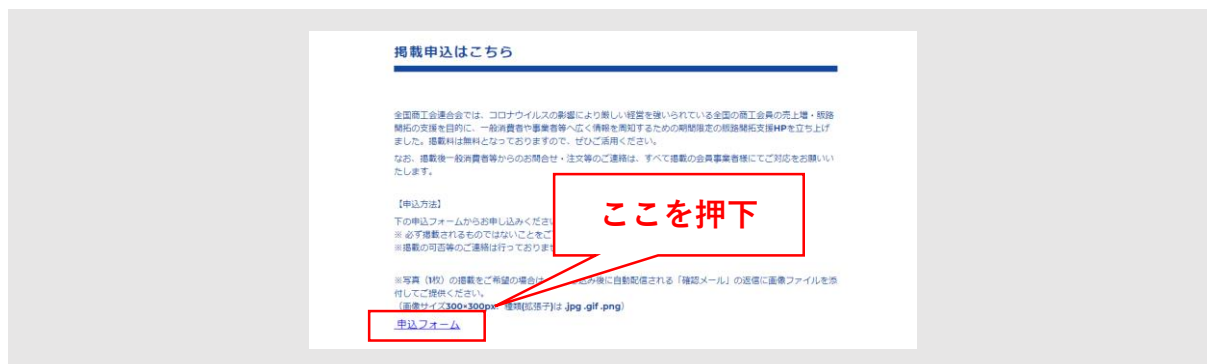 掲載申込はこちら
全国商工会連合会では、コロナウイルスの影響により厳しい経営を強いられている全国の商工会員の売上増・販路
開拓の支援を目的に、一般消費者や事業者等へ広く情報を周知するための期間限定の販路開拓支援HPを立ち上げ
ました。掲載料は無料となっておりますので、ぜひご活用ください。
なお、掲載後一般消費者等からのお問合せ・注文等のご連絡は、すべて掲載の会員事業者様にてご対応をお願いい
たします。
【申込方法】
下の申込フォームからお申し込みください
※ 必ず掲載されるものではないことをご
※掲載の可否等のご連絡は行っておりませ
ここを押下
※写真（1枚）の掲載をご希望の場合は、込み後に自動配信される「確認メール」の返信に画像ファイルを添
付してご提供ください。
（画像サイズ300×300px 種類(拡張子)は .jpg .gif .png）
申込フォーム